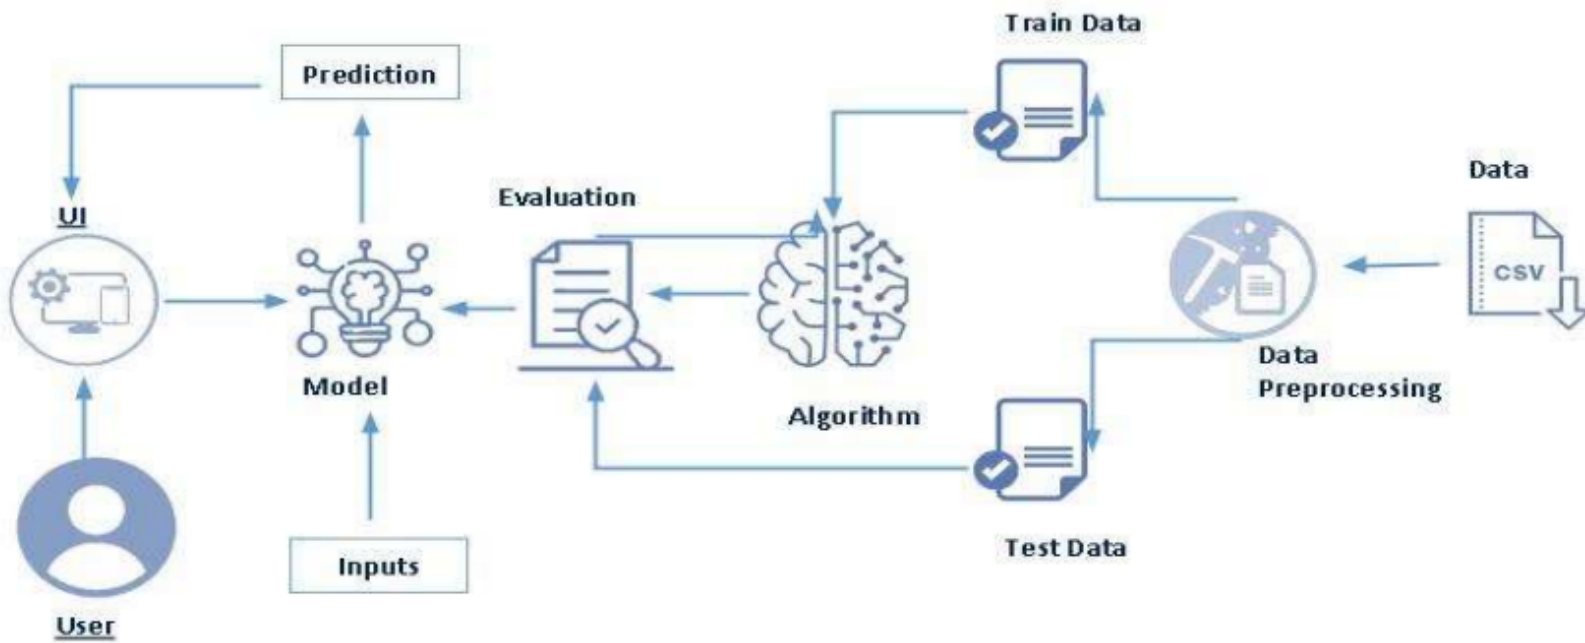 Train Data
Prediction
Data
Evaluation
UI
CSV
Data
Preprocessing
Model
Algorithm
Test Data
Inputs
User